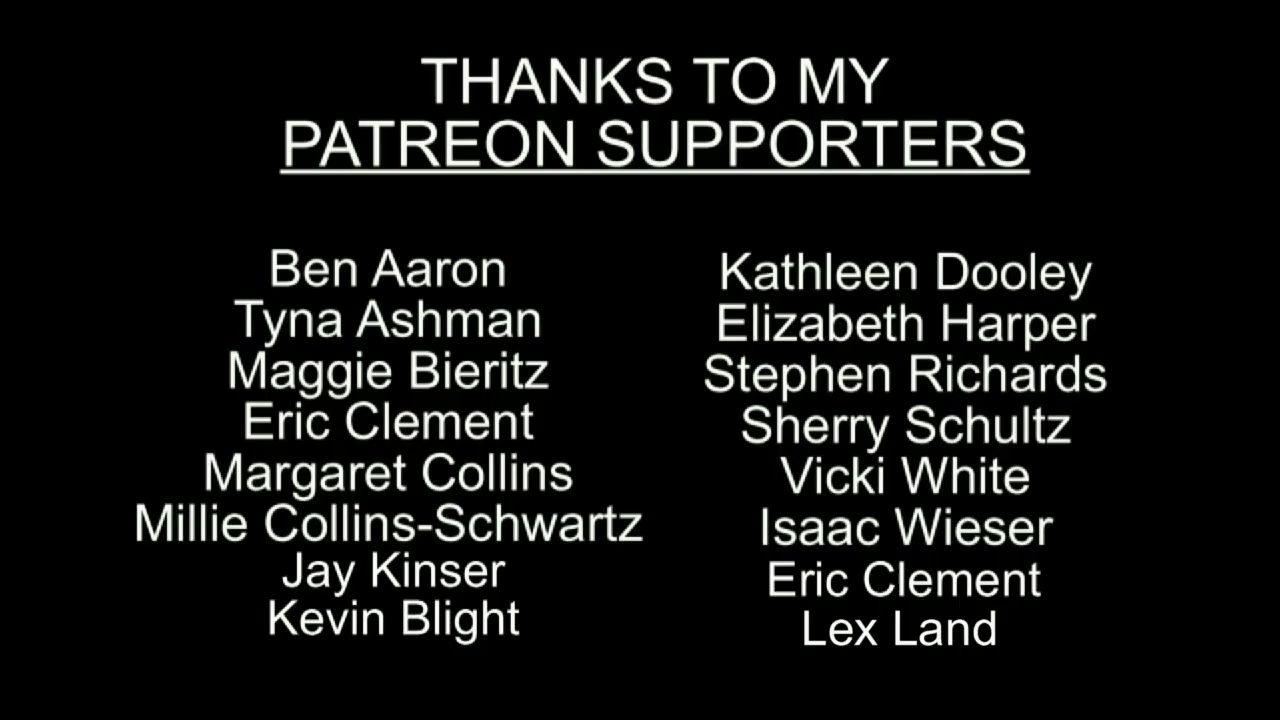 THANKS TO MY
PATREON SUPPORTERS
Ben Aaron
Tyna Ashman
Maggie Bieritz
Eric Clement
Margaret Collins
Millie Collins-Schwartz
Jay Kinser
Kevin Blight
Kathleen Dooley
Elizabeth Harper
Stephen Richards
Sherry Schultz
Vicki White
Isaac Wieser
Eric Clement
Lex Land